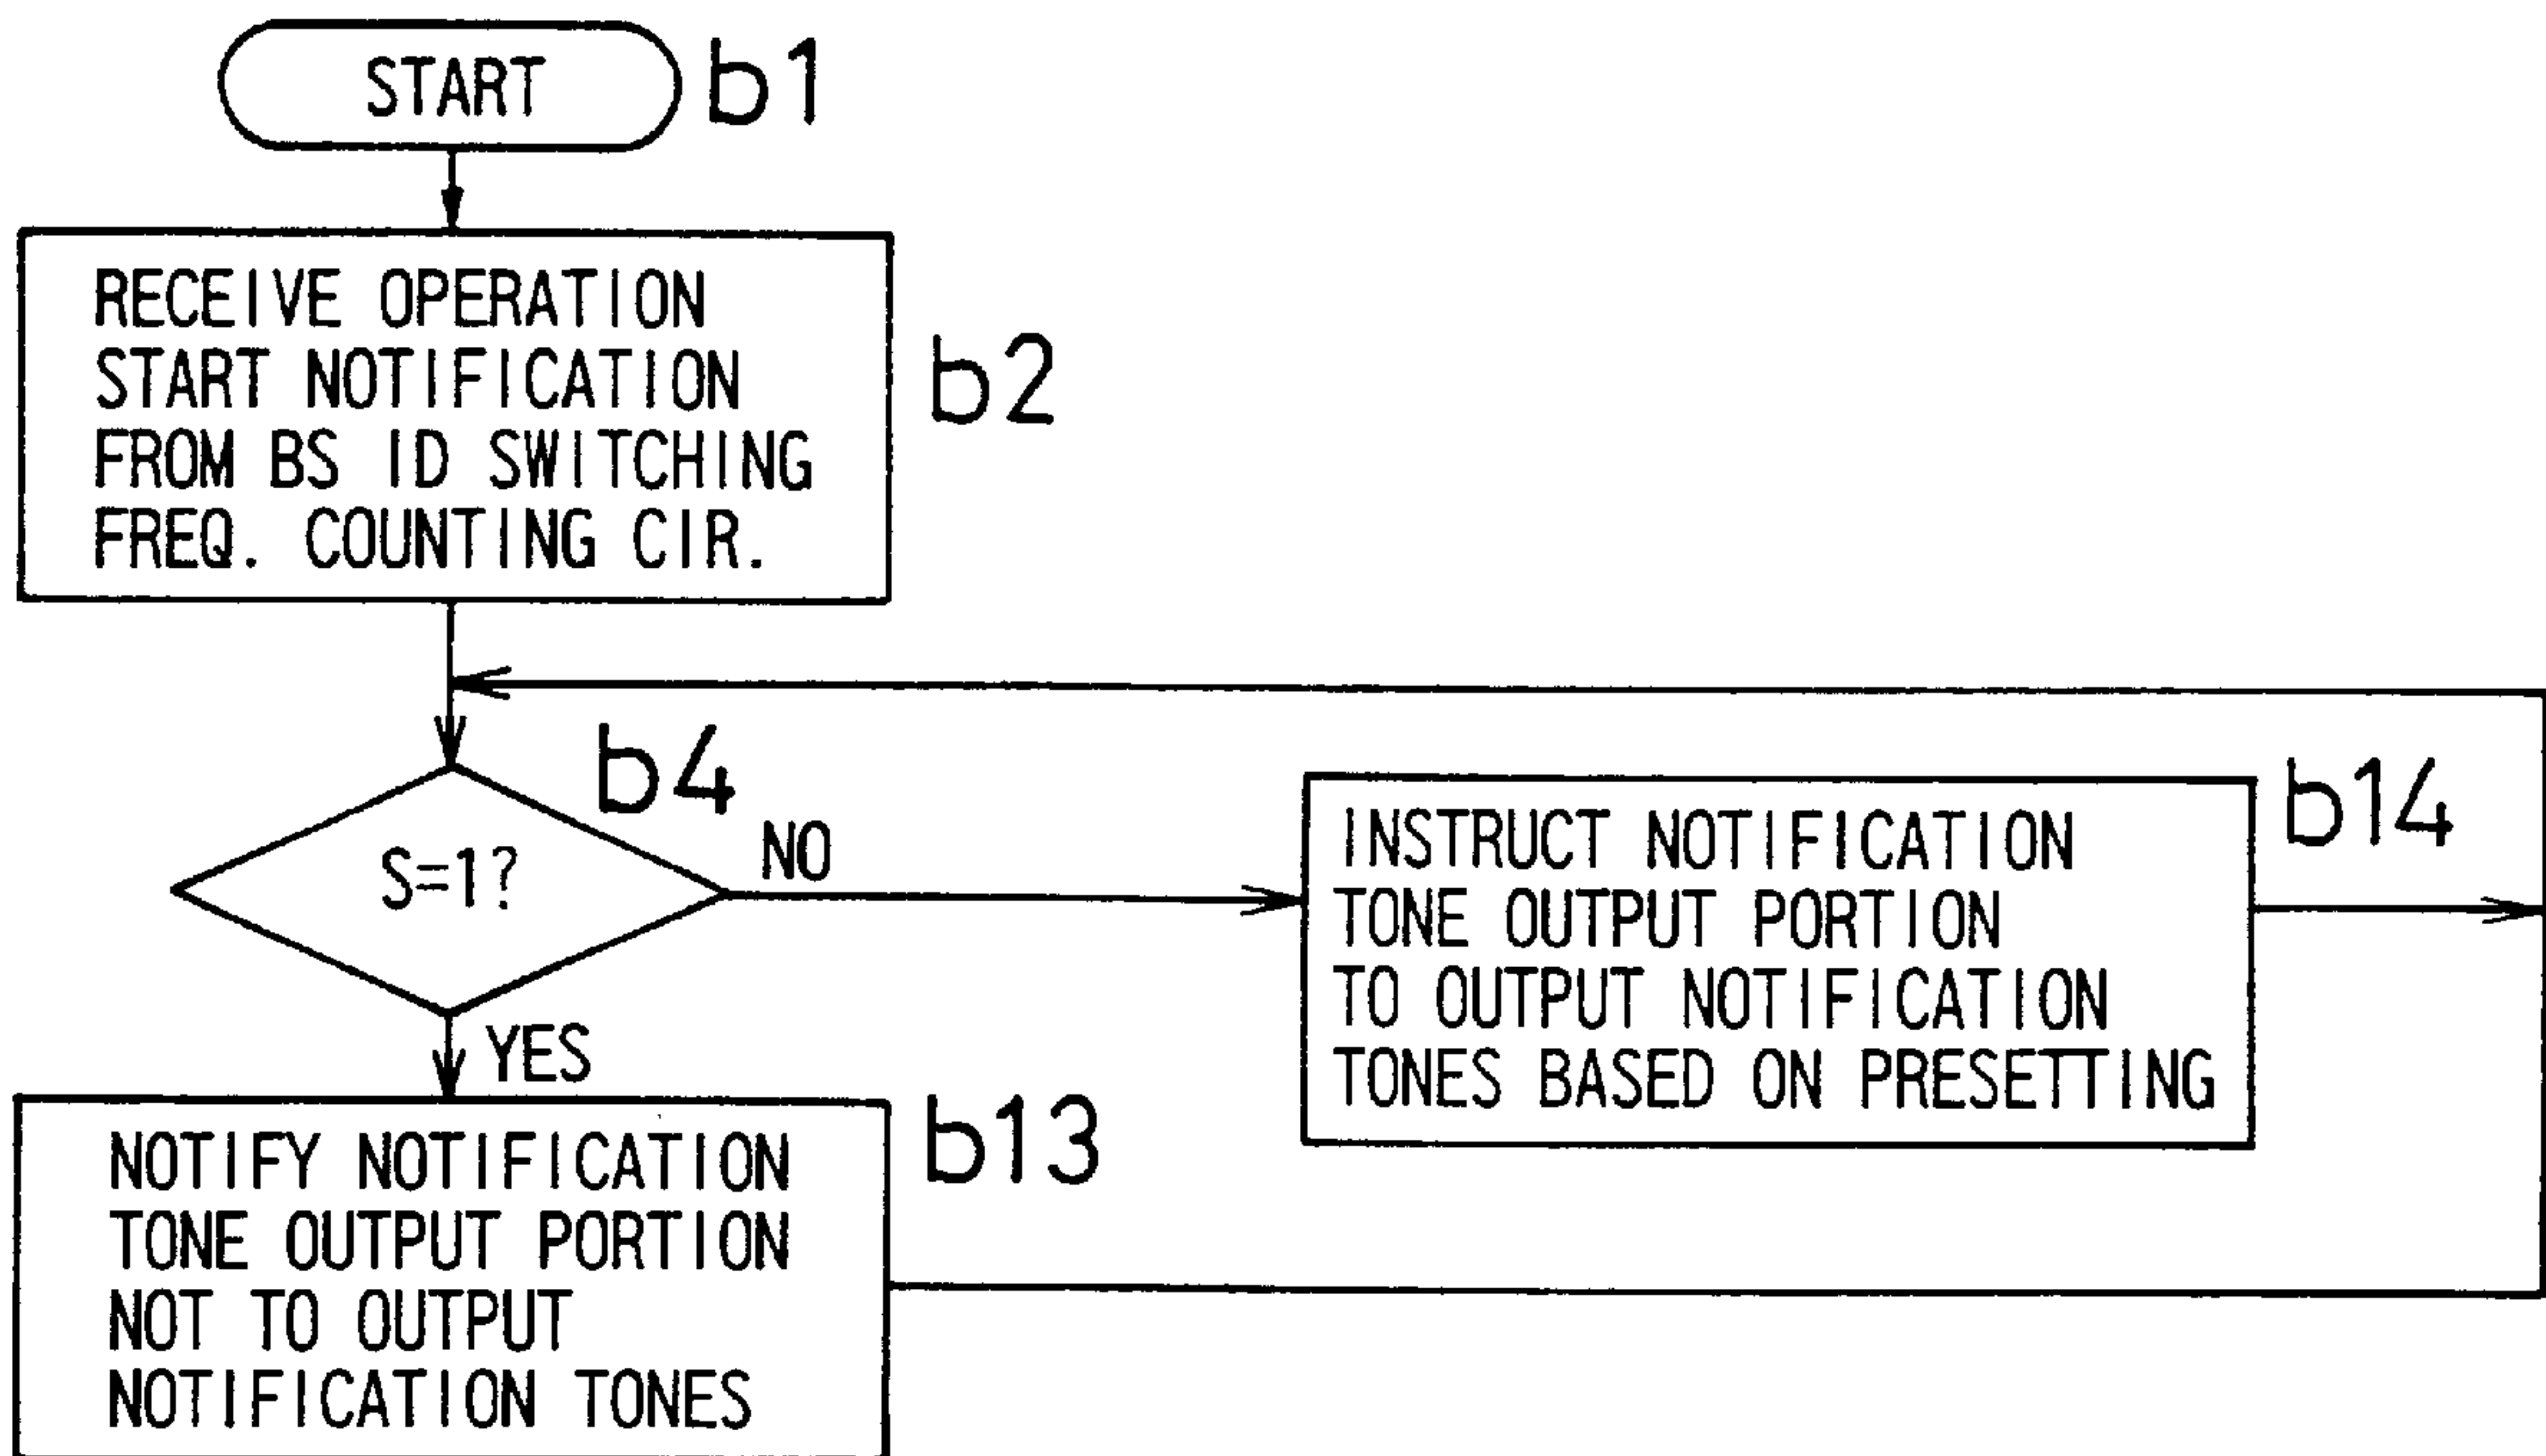 START
b1
RECEIVE OPERATION
START NOTIFICATION
FROM BS ID SWITCHING
FREQ. COUNTING CIR.
b2
b4
S=1?
NO
YES
INSTRUCT NOTIFICATION
TONE OUTPUT PORTION
TO OUTPUT NOTIFICATION
TONES BASED ON PRESETTING
b14
NOTIFY NOTIFICATION
TONE OUTPUT PORTION
NOT TO OUTPUT
NOTIFICATION TONES
b13